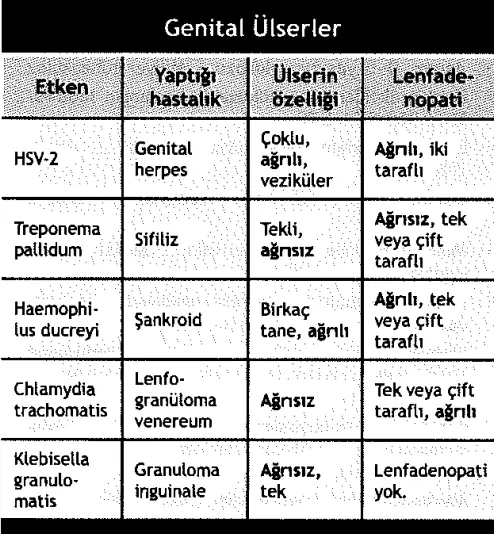 Genital Ülserler
Etken
Yaptığı
hastalık
Ülserin
özelliği
Lenfade-
nopati
HSV-2
Genital
herpes
Çoklu,
ağrılı,
veziküler
Ağrılı, iki
taraflı
Treponema
pallidum
Sifiliz
Tekli,
ağrısız
Ağrısız, tek
veya çift
taraflı
Haemophi-
lus ducreyi
Şankroid
Birkaç
tane, ağrılı
Ağrılı, tek
veya çift
taraflı
Chlamydia
trachomatis
Lenfo-
granüloma
venereum
Ağrısız
Tek veya çift
taraflı, ağrılı
Klebisella
granulo-
matis
Granuloma
inguinale
Ağrısız,
tek
Lenfadenopati
yok.